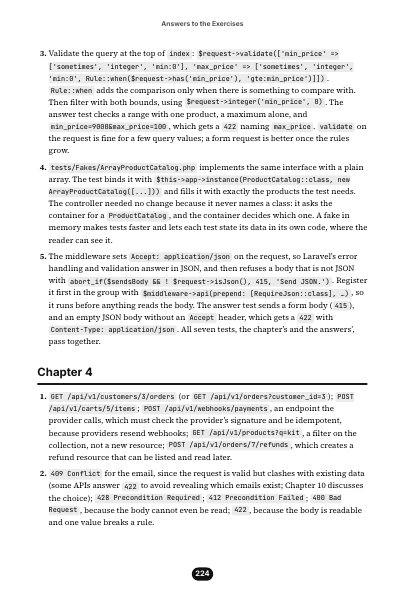 Answers to the Exercises
3. Validate the query at the top of index: $request->validate(['min_price' =>
['sometimes', 'integer', 'min:0'], 'max_price' => ['sometimes', 'integer',
'min:0', Rule::when($request->has('min_price'), 'gte:min_price')]]).
Rule::when adds the comparison only when there is something to compare with.
Then filter with both bounds, using $request->integer('min_price', 0). The
answer test checks a range with one product, a maximum alone, and
min_price=9000&max_price=100, which gets a 422 naming max_price. validate on
the request is fine for a few query values; a form request is better once the rules
grow.
4. tests/Fakes/ArrayProductCatalog.php implements the same interface with a plain
array. The test binds it with $this->app->instance(ProductCatalog::class, new
ArrayProductCatalog([...])) and fills it with exactly the products the test needs.
The controller needed no change because it never names a class: it asks the
container for a ProductCatalog, and the container decides which one. A fake in
memory makes tests faster and lets each test state its data in its own code, where the
reader can see it.
5. The middleware sets Accept: application/json on the request, so Laravel's error
handling and validation answer in JSON, and then refuses a body that is not JSON
with abort_if($sendsBody && ! $request->isJson(), 415, 'Send JSON.'). Register
it first in the group with $middleware->api(prepend: [RequireJson::class], …), so
it runs before anything reads the body. The answer test sends a form body (415),
and an empty JSON body without an Accept header, which gets a 422 with
Content-Type: application/json. All seven tests, the chapter's and the answers',
pass together.
Chapter 4
1. GET /api/v1/customers/3/orders (or GET /api/v1/orders?customer_id=3); POST
/api/v1/carts/5/items; POST /api/v1/webhooks/payments, an endpoint the
provider calls, which must check the provider's signature and be idempotent,
because providers resend webhooks; GET /api/v1/products?q=kit, a filter on the
collection, not a new resource; POST /api/v1/orders/7/refunds, which creates a
refund resource that can be listed and read later.
2. 409 Conflict for the email, since the request is valid but clashes with existing data
(some APIs answer 422 to avoid revealing which emails exist; Chapter 10 discusses
the choice); 428 Precondition Required; 412 Precondition Failed; 400 Bad
Request, because the body cannot even be read; 422, because the body is readable
and one value breaks a rule.
224